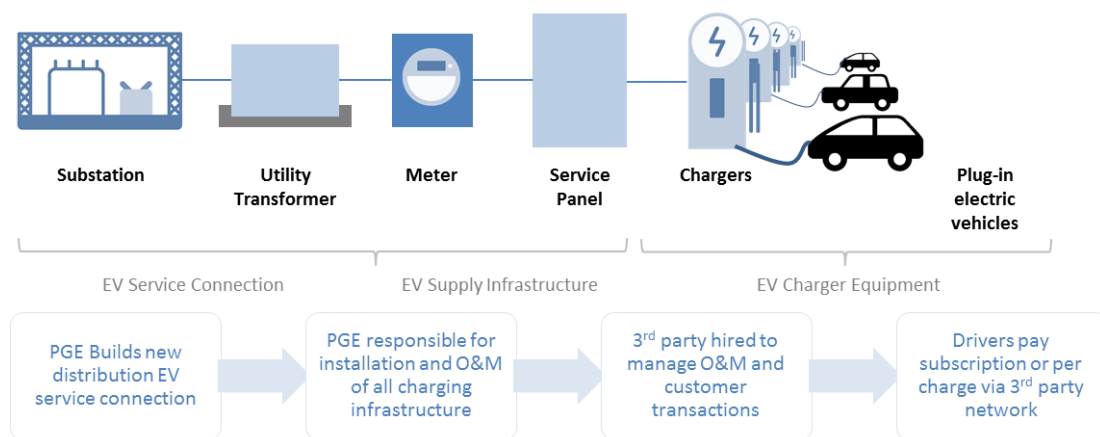 Substation
Utility
Transformer
Meter
Service
Panel
Chargers
Plug-in
electric
vehicles
EV Service Connection
EV Supply Infrastructure
EV Charger Equipment
PGE Builds new
distribution EV
service connection
PGE responsible for
installation and O&M
of all charging
infrastructure
3rd party hired to
manage O&M and
customer
transactions
Drivers pay
subscription or per
charge via 3rd party
network